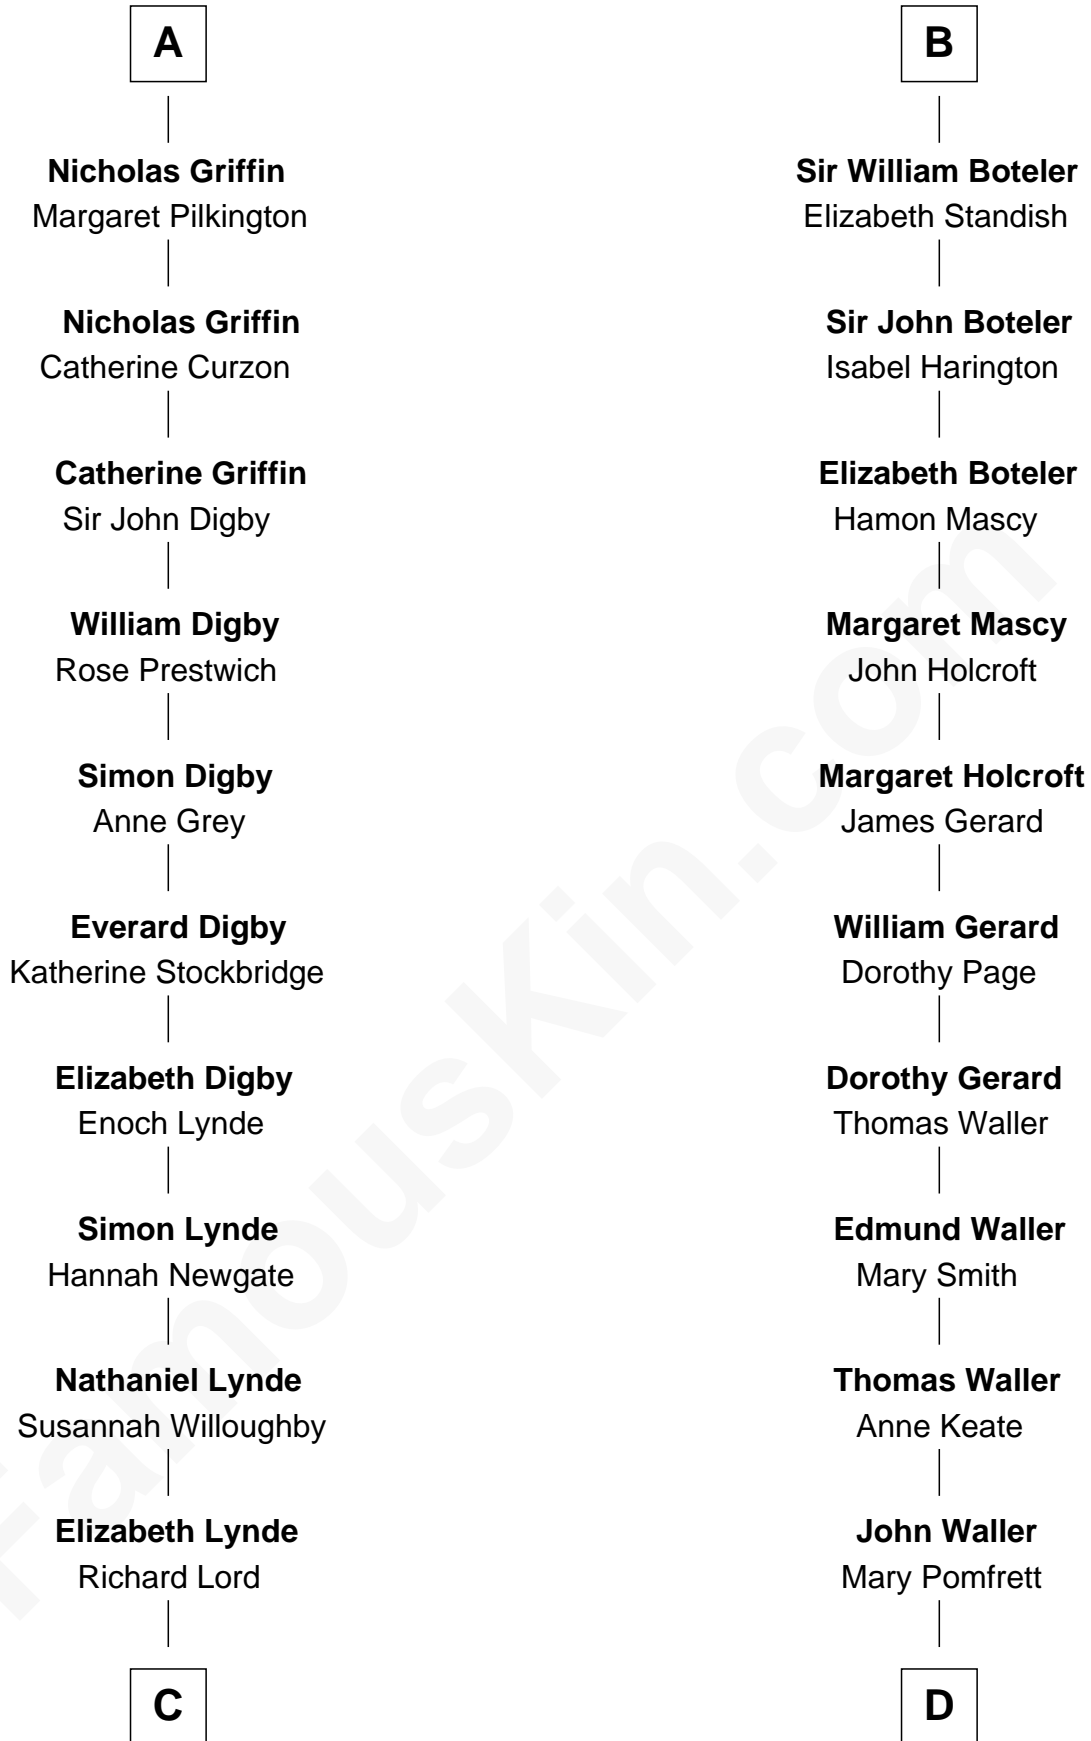 A
Nicholas Griffin
Margaret Pilkington
Nicholas Griffin
Catherine Curzon
Catherine Griffin
Sir John Digby
William Digby
Rose Prestwich
Simon Digby
Anne Grey
Everard Digby
Katherine Stockbridge
Elizabeth Digby
Enoch Lynde
Simon Lynde
Hannah Newgate
Nathaniel Lynde
Susannah Willoughby
Elizabeth Lynde
Richard Lord
C
B
Sir William Boteler
Elizabeth Standish
Sir John Boteler
Isabel Harington
Elizabeth Boteler
Hamon Mascy
Margaret Mascy
John Holcroft
Margaret Holcroft
James Gerard
William Gerard
Dorothy Page
Dorothy Gerard
Thomas Waller
Edmund Waller
Mary Smith
Thomas Waller
Anne Keate
John Waller
Mary Pomfrett
D
FamousKin.com